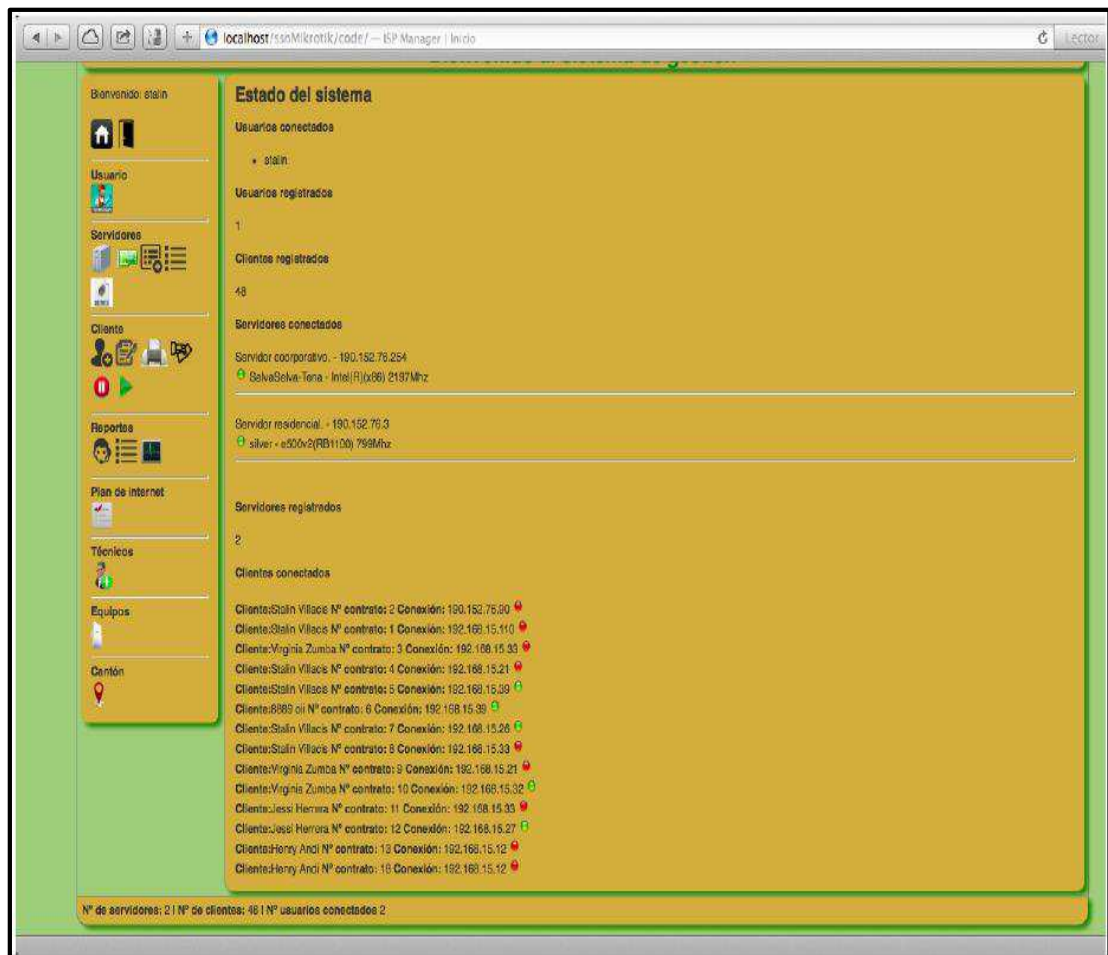 localhost/ssoMikrotik/code/ — ISP Manager | Inicio
Lector
Bienvenido al sistema de gestión
Bienvenido: stalin
Usuario
Servidores
Cliente
Reportes
Plan de internet
Técnicos
Equipos
Cantón
Estado del sistema
Usuarios conectados
• stalin
Usuarios registrados
1
Clientes registrados
48
Servidores conectados
Servidor coorporativo. - 190.152.76.254
SelvaSelva-Tena - Intel(R)(x86) 2197Mhz
Servidor residencial. - 190.152.76.3
silver - e500v2(RB1100) 799Mhz
Servidores registrados
2
Clientes conectados
Cliente:Stalin Villacis Nº contrato: 2 Conexión: 190.152.76.90
Cliente:Stalin Villacis Nº contrato: 1 Conexión: 192.168.15.110
Cliente:Virginia Zumba Nº contrato: 3 Conexión: 192.168.15.33
Cliente:Stalin Villacis Nº contrato: 4 Conexión: 192.168.15.21
Cliente:Stalin Villacis Nº contrato: 5 Conexión: 192.168.15.39
Cliente:8889 oii Nº contrato: 6 Conexión: 192.168.15.39
Cliente:Stalin Villacis Nº contrato: 7 Conexión: 192.168.15.26
Cliente:Stalin Villacis Nº contrato: 8 Conexión: 192.168.15.33
Cliente:Virginia Zumba Nº contrato: 9 Conexión: 192.168.15.21
Cliente:Virginia Zumba Nº contrato: 10 Conexión: 192.168.15.32
Cliente:Jessi Herrera Nº contrato: 11 Conexión: 192.168.15.33
Cliente:Jessi Herrera Nº contrato: 12 Conexión: 192.168.15.27
Cliente:Henry Andi Nº contrato: 13 Conexión: 192.168.15.12
Cliente:Henry Andi Nº contrato: Conexión: 192.168.15.12
Nº de servidores: 2 | Nº de clientes: 48 | Nº usuarios conectados 2